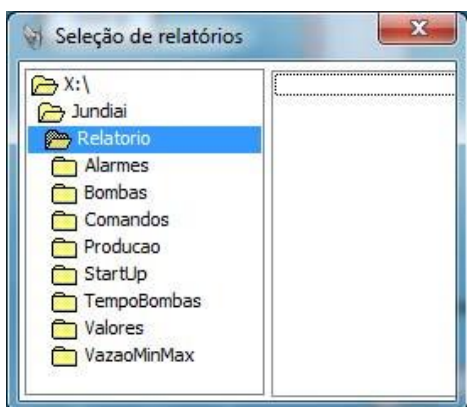 Seleção de relatórios
X:\
Jundiai
Relatorio
Alarmes
Bombas
Comandos
Producao
StartUp
TempoBombas
Valores
VazaoMinMax